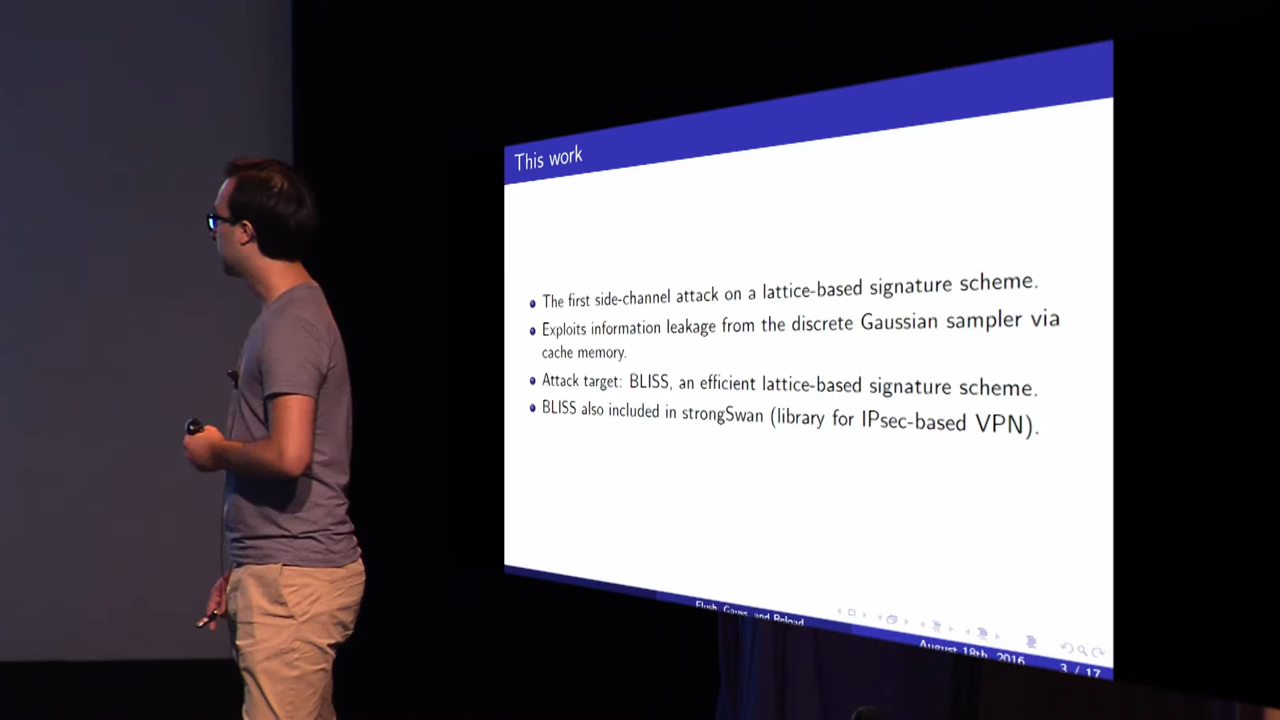 This work
The first side-channel attack on a lattice-based signature scheme.
Exploits information leakage from the discrete Gaussian sampler via
cache memory.
Attack target: BLISS, an efficient lattice-based signature scheme.
BLISS also included in strongSwan (library for IPsec-based VPN).
Flush, Gauss, and Reload
August 18th, 2016
3 / 17